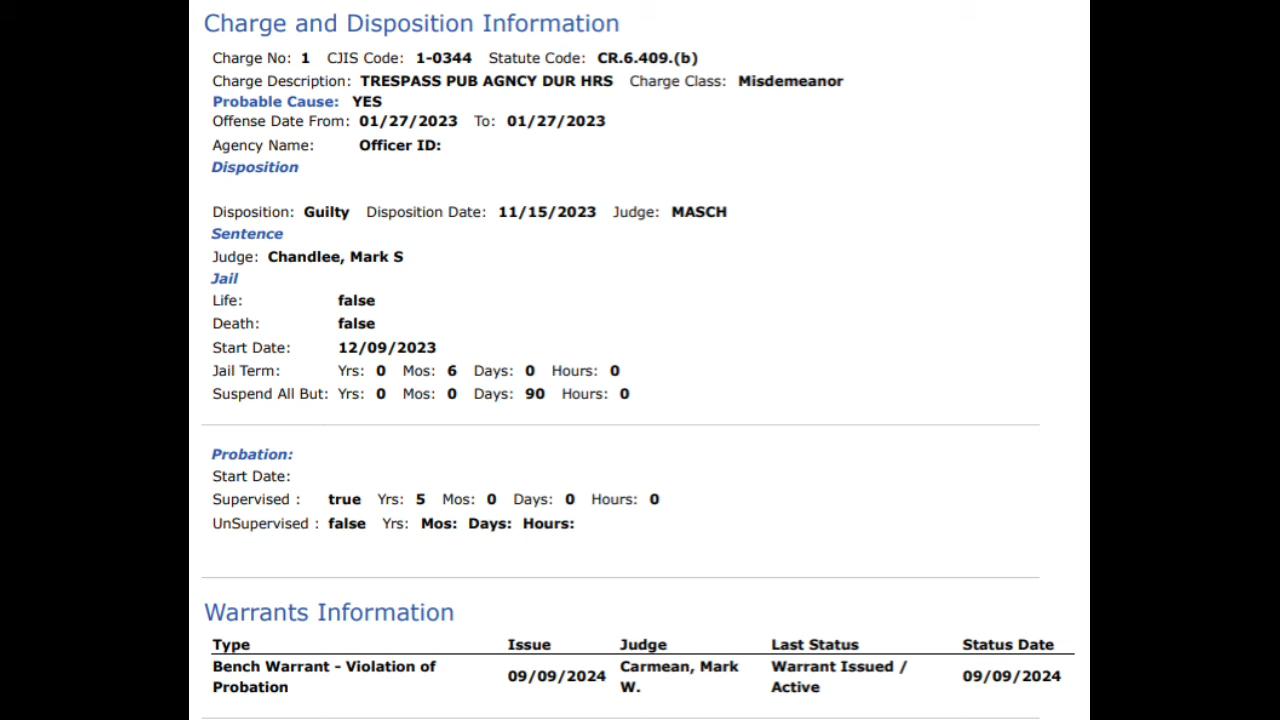 Charge and Disposition Information
Charge No: 1 CJIS Code: 1-0344 Statute Code: CR.6.409.(b)
Charge Description: TRESPASS PUB AGNCY DUR HRS Charge Class: Misdemeanor
Probable Cause: YES
Offense Date From: 01/27/2023 To: 01/27/2023
Agency Name: Officer ID:
Disposition
Disposition: Guilty Disposition Date: 11/15/2023 Judge: MASCH
Sentence
Judge: Chandlee, Mark S
Jail
Life: false
Death: false
Start Date: 12/09/2023
Jail Term: Yrs: 0 Mos: 6 Days: 0 Hours: 0
Suspend All But: Yrs: 0 Mos: 0 Days: 90 Hours: 0
Probation:
Start Date:
Supervised : true Yrs: 5 Mos: 0 Days: 0 Hours: 0
UnSupervised : false Yrs: Mos: Days: Hours:
Warrants Information
Type Issue Judge Last Status Status Date
Bench Warrant - Violation of Probation 09/09/2024 Carmean, Mark W. Warrant Issued / Active 09/09/2024